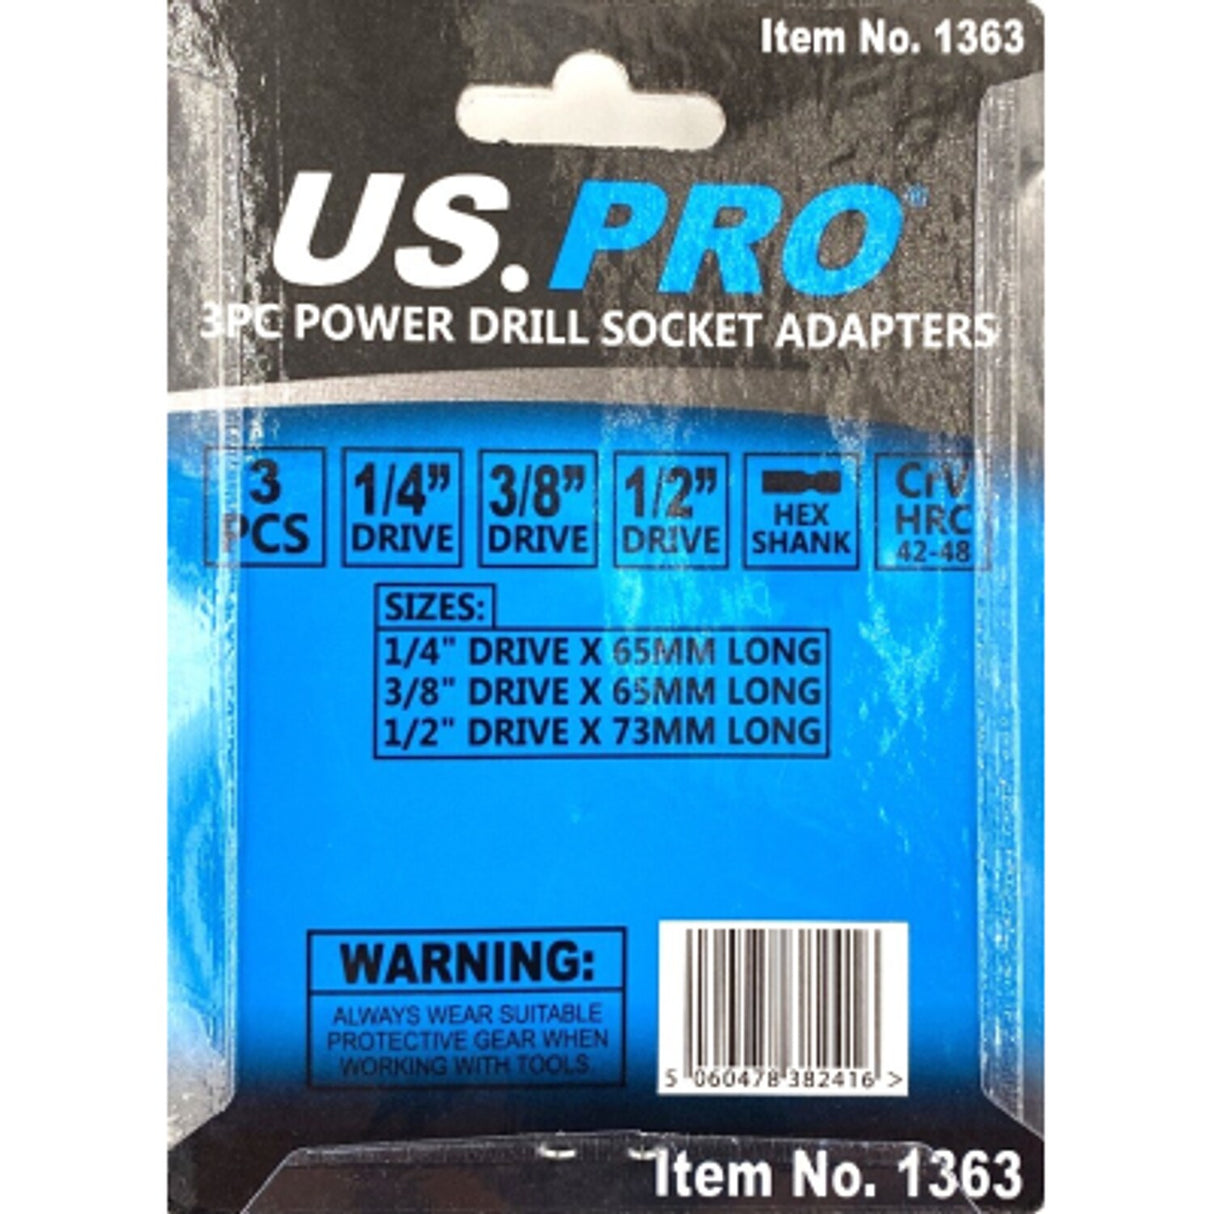 Item No. 1363
US.PRO®
3PC POWER DRILL SOCKET ADAPTERS
3
PCS
1/4”
DRIVE
3/8”
DRIVE
1/2”
DRIVE
HEX
SHANK
CrV
HRC
42-48
SIZES:
1/4" DRIVE X 65MM LONG
3/8" DRIVE X 65MM LONG
1/2" DRIVE X 73MM LONG
WARNING:
ALWAYS WEAR SUITABLE
PROTECTIVE GEAR WHEN
WORKING WITH TOOLS.
5 060478 382416 >
Item No. 1363